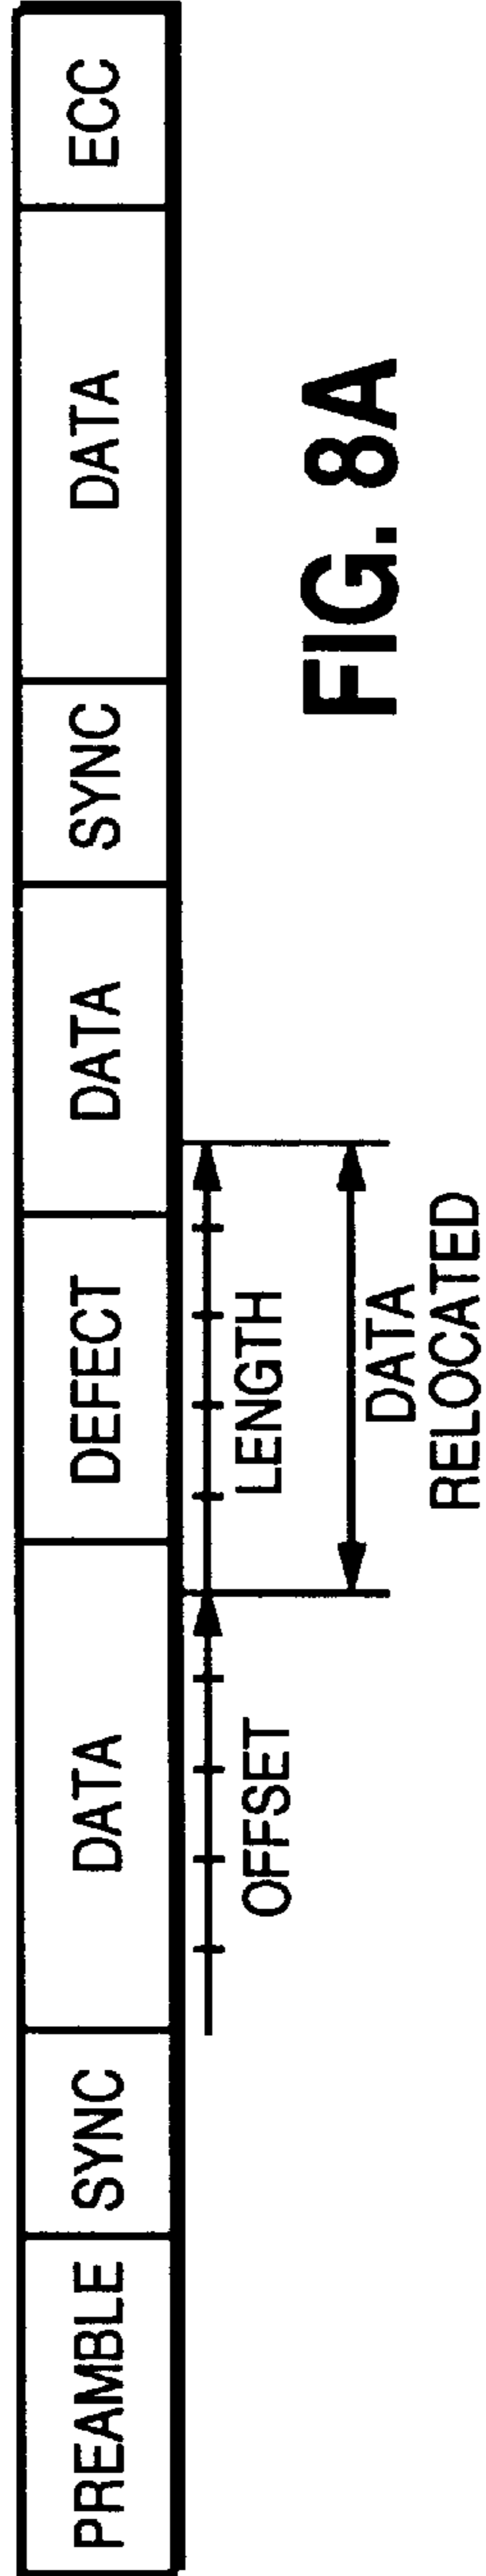 PREAMBLE
SYNC
DATA
DEFECT
DATA
SYNC
DATA
ECC
OFFSET
LENGTH
DATA
RELOCATED
FIG. 8A